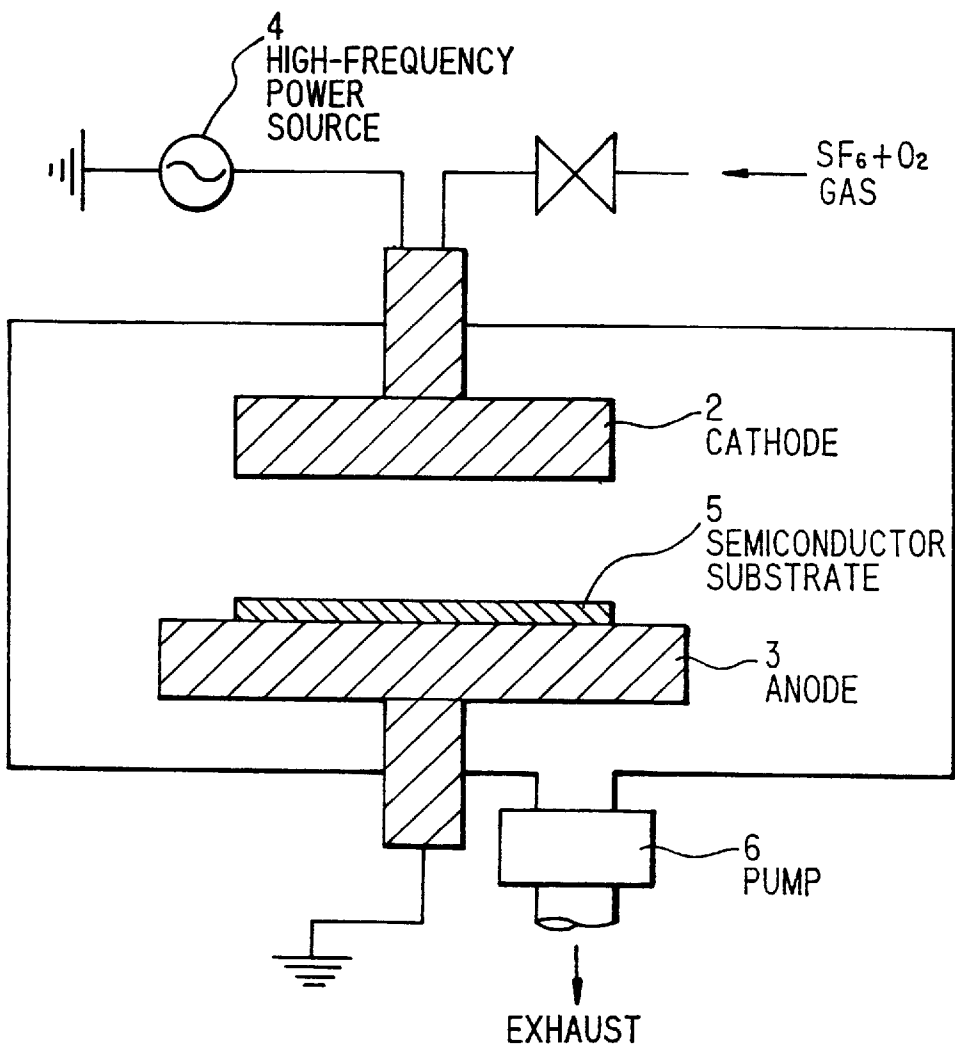 4
HIGH-FREQUENCY
POWER
SOURCE
SF₆+O₂
GAS
2
CATHODE
5
SEMICONDUCTOR
SUBSTRATE
3
ANODE
6
PUMP
EXHAUST